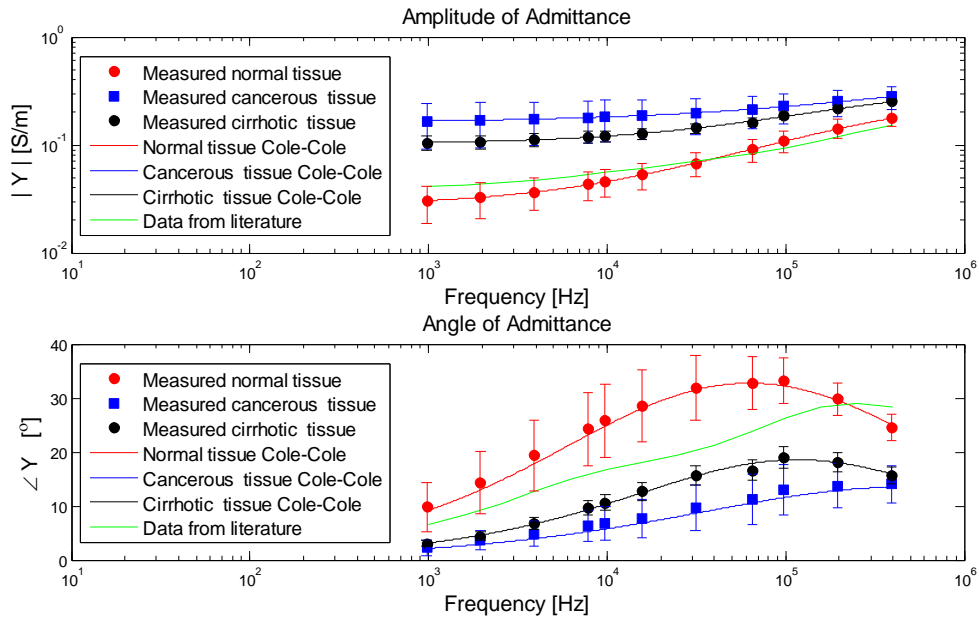 Amplitude of Admittance
10^0
10^-1
10^-2
| Y | [S/m]
Measured normal tissue
Measured cancerous tissue
Measured cirrhotic tissue
Normal tissue Cole-Cole
Cancerous tissue Cole-Cole
Cirrhotic tissue Cole-Cole
Data from literature
10^1 10^2 10^3 10^4 10^5 10^6
Frequency [Hz]
Angle of Admittance
40
30
20
10
0
∠ Y [º]
Measured normal tissue
Measured cancerous tissue
Measured cirrhotic tissue
Normal tissue Cole-Cole
Cancerous tissue Cole-Cole
Cirrhotic tissue Cole-Cole
Data from literature
10^1 10^2 10^3 10^4 10^5 10^6
Frequency [Hz]